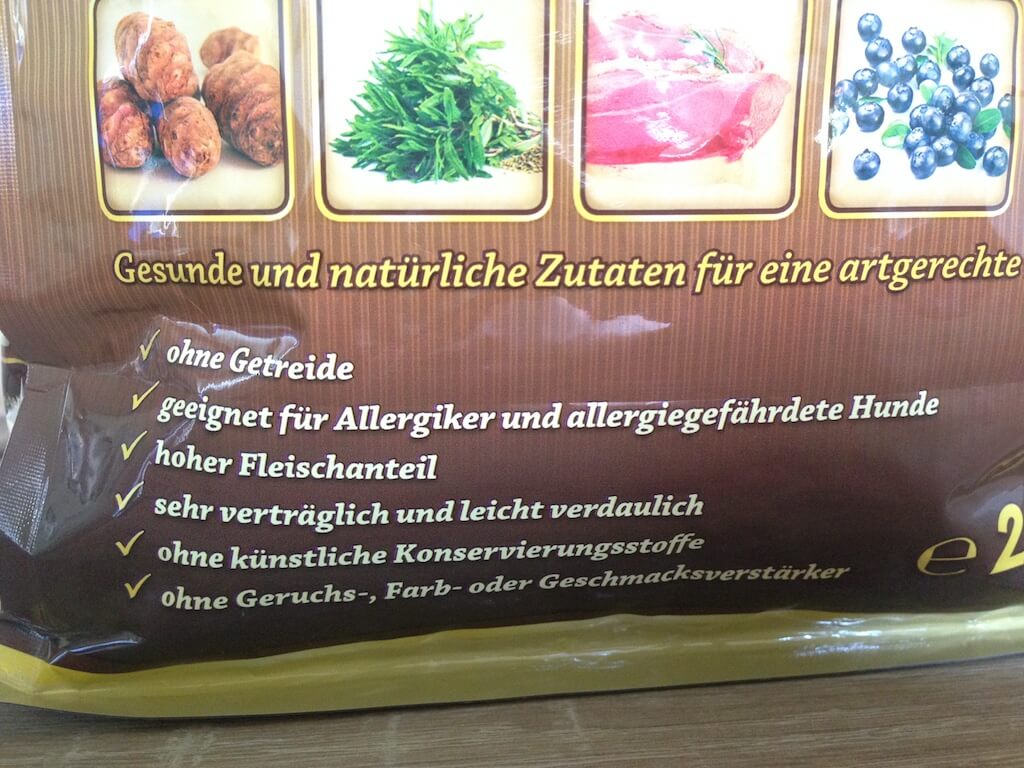 Gesunde und natürliche Zutaten für eine artgerechte
✓ ohne Getreide
✓ geeignet für Allergiker und allergiegefährdete Hunde
✓ hoher Fleischanteil
✓ sehr verträglich und leicht verdaulich
✓ ohne künstliche Konservierungsstoffe
✓ ohne Geruchs-, Farb- oder Geschmacksverstärker
℮ 2